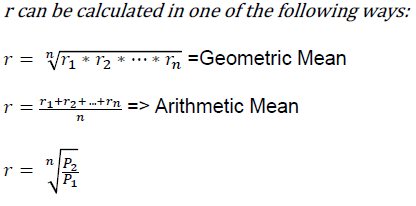 r can be calculated in one of the following ways:
r = ⁿ√(r₁ * r₂ * ⋯ * rₙ) =Geometric Mean
r = (r₁+r₂+…+rₙ)/n => Arithmetic Mean
r = ⁿ√(P₂/P₁)